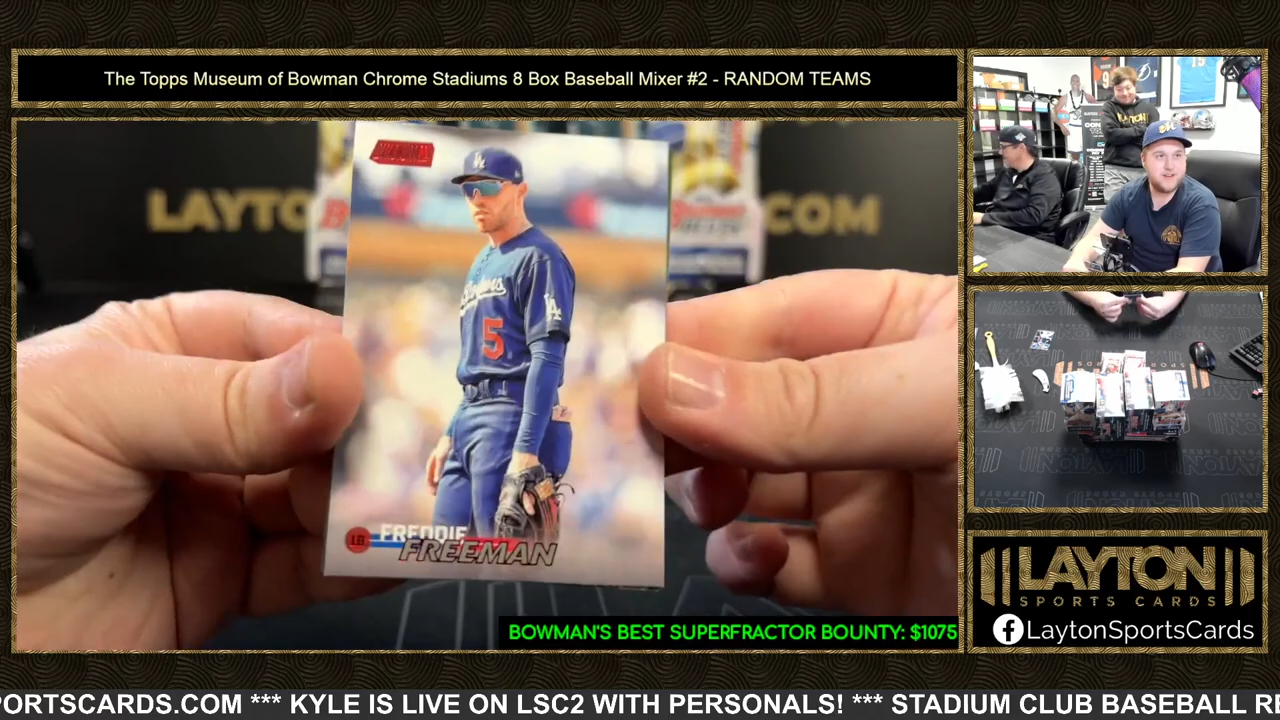 The Topps Museum of Bowman Chrome Stadiums 8 Box Baseball Mixer #2 - RANDOM TEAMS
LA
5
LA
1B
FREDDIE
FREEMAN
BOWMAN'S BEST SUPERFRACTOR BOUNTY: $1075
LAYTON
SPORTS CARDS
LaytonSportsCards
PORTSCARDS.COM *** KYLE IS LIVE ON LSC2 WITH PERSONALS! *** STADIUM CLUB BASEBALL RE